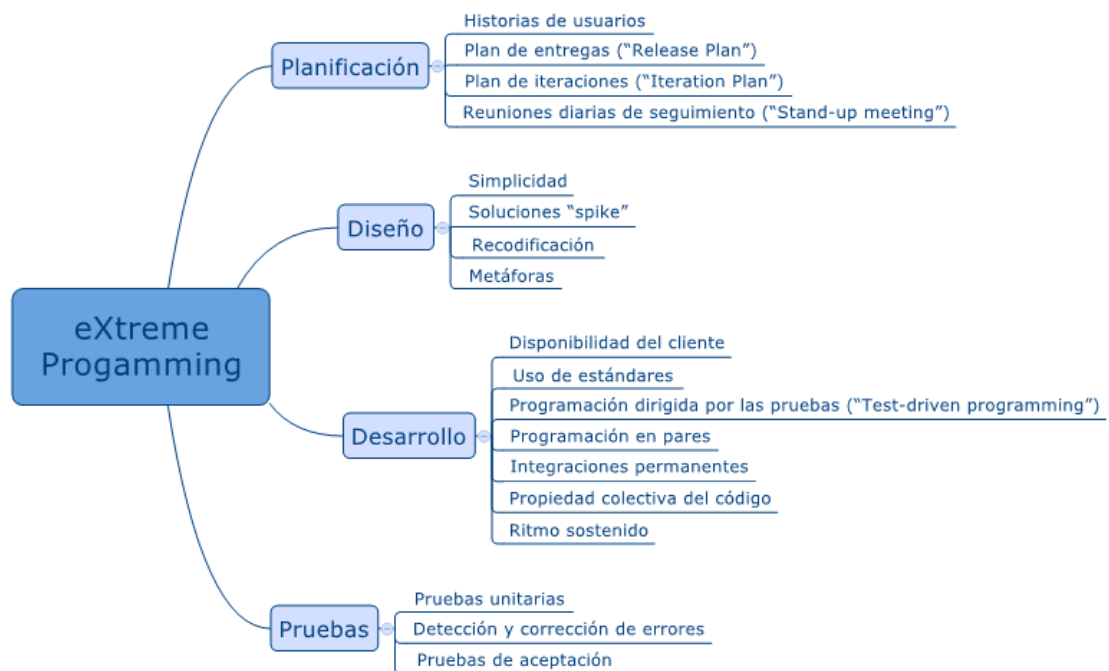 Historias de usuarios
Planificación
Plan de entregas (“Release Plan”)
Plan de iteraciones (“Iteration Plan”)
Reuniones diarias de seguimiento (“Stand-up meeting”)
Simplicidad
Diseño
Soluciones “spike”
Recodificación
Metáforas
eXtreme
Progamming
Disponibilidad del cliente
Uso de estándares
Programación dirigida por las pruebas (“Test-driven programming”)
Desarrollo
Programación en pares
Integraciones permanentes
Propiedad colectiva del código
Ritmo sostenido
Pruebas unitarias
Pruebas
Detección y corrección de errores
Pruebas de aceptación